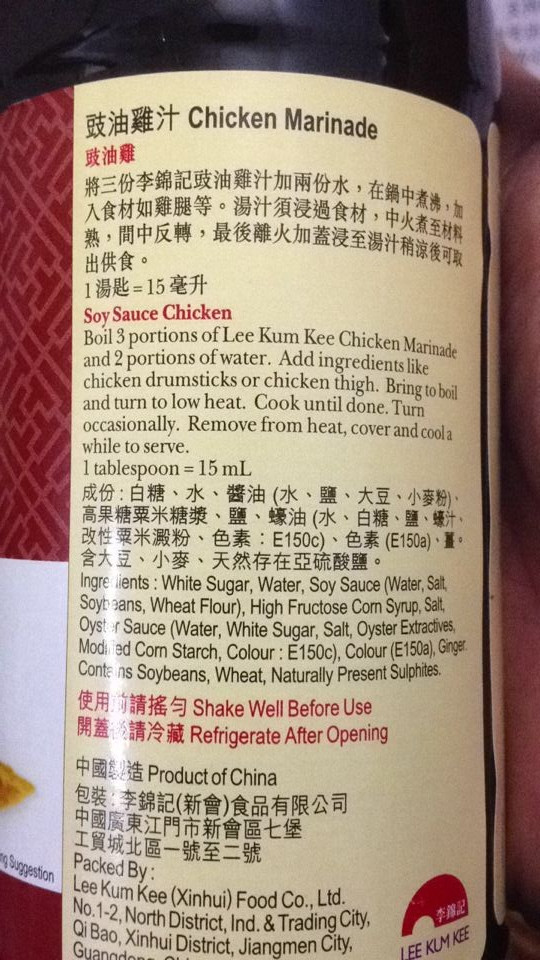 豉油雞汁 Chicken Marinade
豉油雞
將三份李錦記豉油雞汁加兩份水，在鍋中煮沸，加
入食材如雞腿等。湯汁須浸過食材，中火煮至材料
熟，間中反轉，最後離火加蓋浸至湯汁稍涼後可取
出供食。
1湯匙=15毫升
Soy Sauce Chicken
Boil 3 portions of Lee Kum Kee Chicken Marinade
and 2 portions of water. Add ingredients like
chicken drumsticks or chicken thigh. Bring to boil
and turn to low heat. Cook until done. Turn
occasionally. Remove from heat, cover and cool a
while to serve.
1 tablespoon = 15 mL
成份：白糖、水、醬油 (水、鹽、大豆、小麥粉)、
高果糖粟米糖漿、鹽、蠔油 (水、白糖、鹽、蠔汁、
改性粟米澱粉、色素：E150c)、色素 (E150a)、薑。
含大豆、小麥、天然存在亞硫酸鹽。
Ingredients : White Sugar, Water, Soy Sauce (Water, Salt,
Soybeans, Wheat Flour), High Fructose Corn Syrup, Salt,
Oyster Sauce (Water, White Sugar, Salt, Oyster Extractives,
Modified Corn Starch, Colour : E150c), Colour (E150a), Ginger.
Contains Soybeans, Wheat, Naturally Present Sulphites.
使用前請搖勻 Shake Well Before Use
開蓋後請冷藏 Refrigerate After Opening
中國製造 Product of China
包裝：李錦記(新會)食品有限公司
中國廣東江門市新會區七堡
工貿城北區一號至二號
Packed By :
Lee Kum Kee (Xinhui) Food Co., Ltd.
No.1-2, North District, Ind. & Trading City,
Qi Bao, Xinhui District, Jiangmen City,
Guangdong
李錦記
LEE KUM KEE
Suggestion